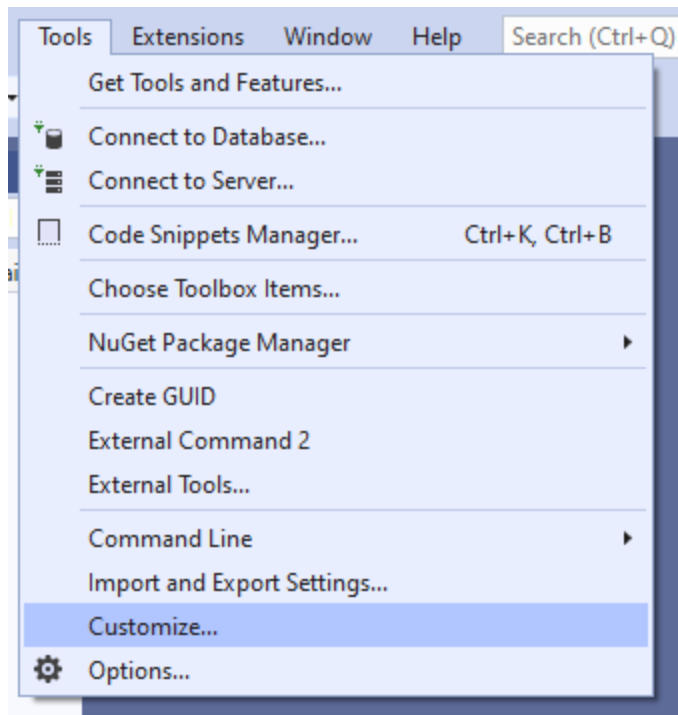 Tools Extensions Window Help Search (Ctrl+Q)
Get Tools and Features...
Connect to Database...
Connect to Server...
Code Snippets Manager... Ctrl+K, Ctrl+B
Choose Toolbox Items...
NuGet Package Manager
Create GUID
External Command 2
External Tools...
Command Line
Import and Export Settings...
Customize...
Options...